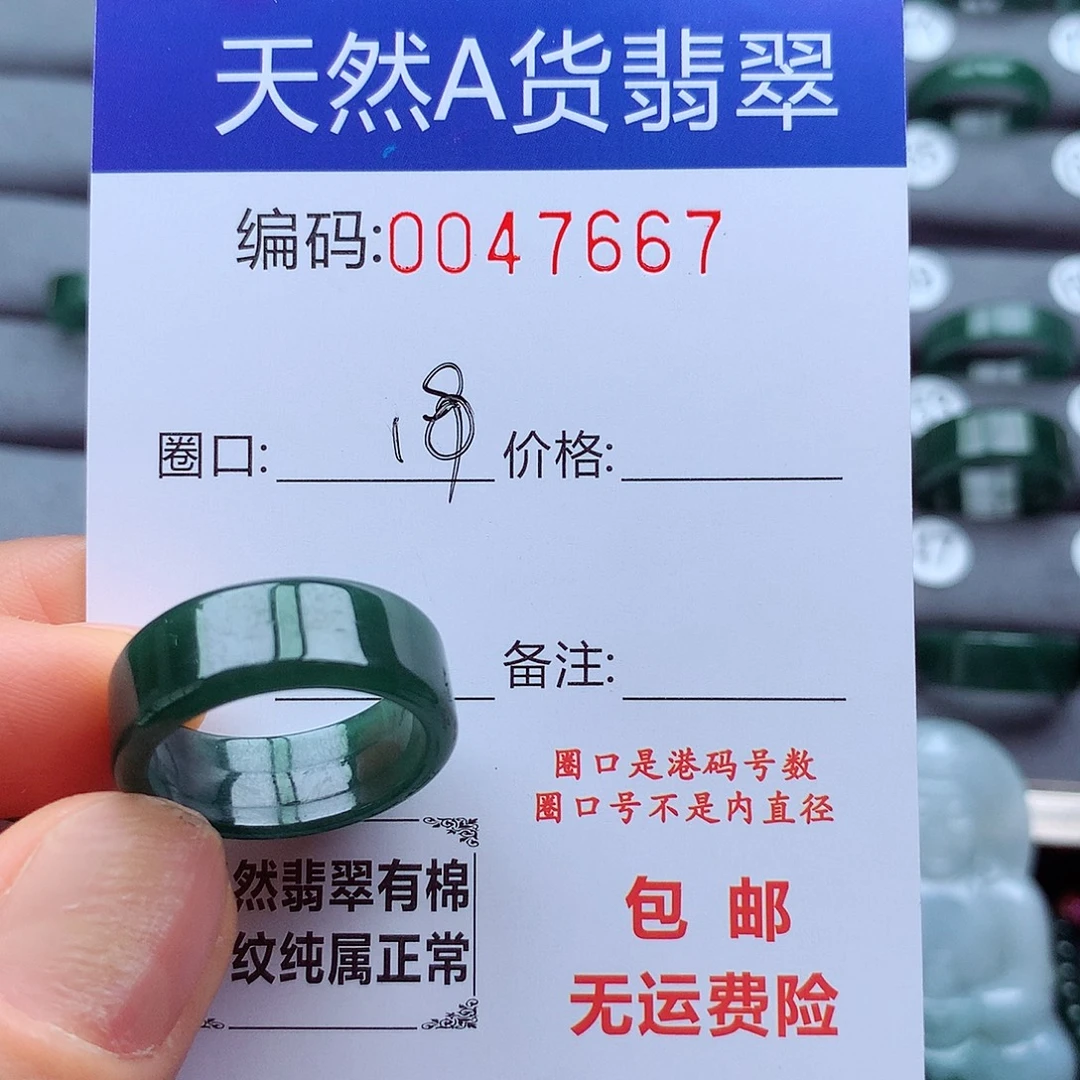 天然A货翡翠
编码:0047667
圈口: 价格:
备注:
圈口是港码号数
圈口号不是内直径
然翡翠有棉
纹纯属正常
包 邮
无运费险